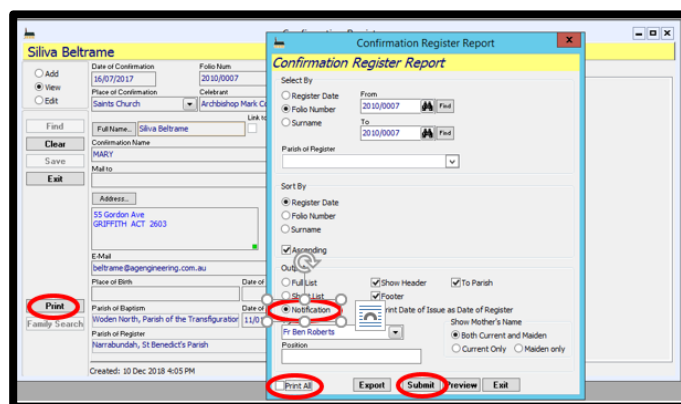 Siliva Beltrame
Add
View
Edit
Find
Clear
Save
Exit
Print
Family Search
Date of Confirmation
Folio Num
16/07/2017
2010/0007
Place of Confirmation
Celebrant
Saints Church
Archbishop Mark
Full Name...
Silva Beltrame
Confirmation Name
MARY
Mail to
Address...
55 Gordon Ave
GRIFFITH ACT 2603
E-Mail
beltrame@agengineering.com.au
Place of Birth
Date of
Parish of Baptism
Date of
Woden North, Parish of the Transfiguration
Parish of Register
Narrabundah, St Benedict's Parish
Created: 10 Dec 2018 4:05 PM
Confirmation Register Report
x
Confirmation Register Report
Select By
Register Date
Folio Number
Surname
From
2010/0007
Find
To
2010/0007
Find
Parish of Register
Sort By
Register Date
Folio Number
Surname
Ascending
Full List
Show Header
To Parish
Footer
Notification
Date of Issue as Date of Register
Fr Ben Roberts
Position
Show Mother's Name
Both Current and Maiden
Current Only
Maiden only
Print All
Export
Submit
Preview
Exit